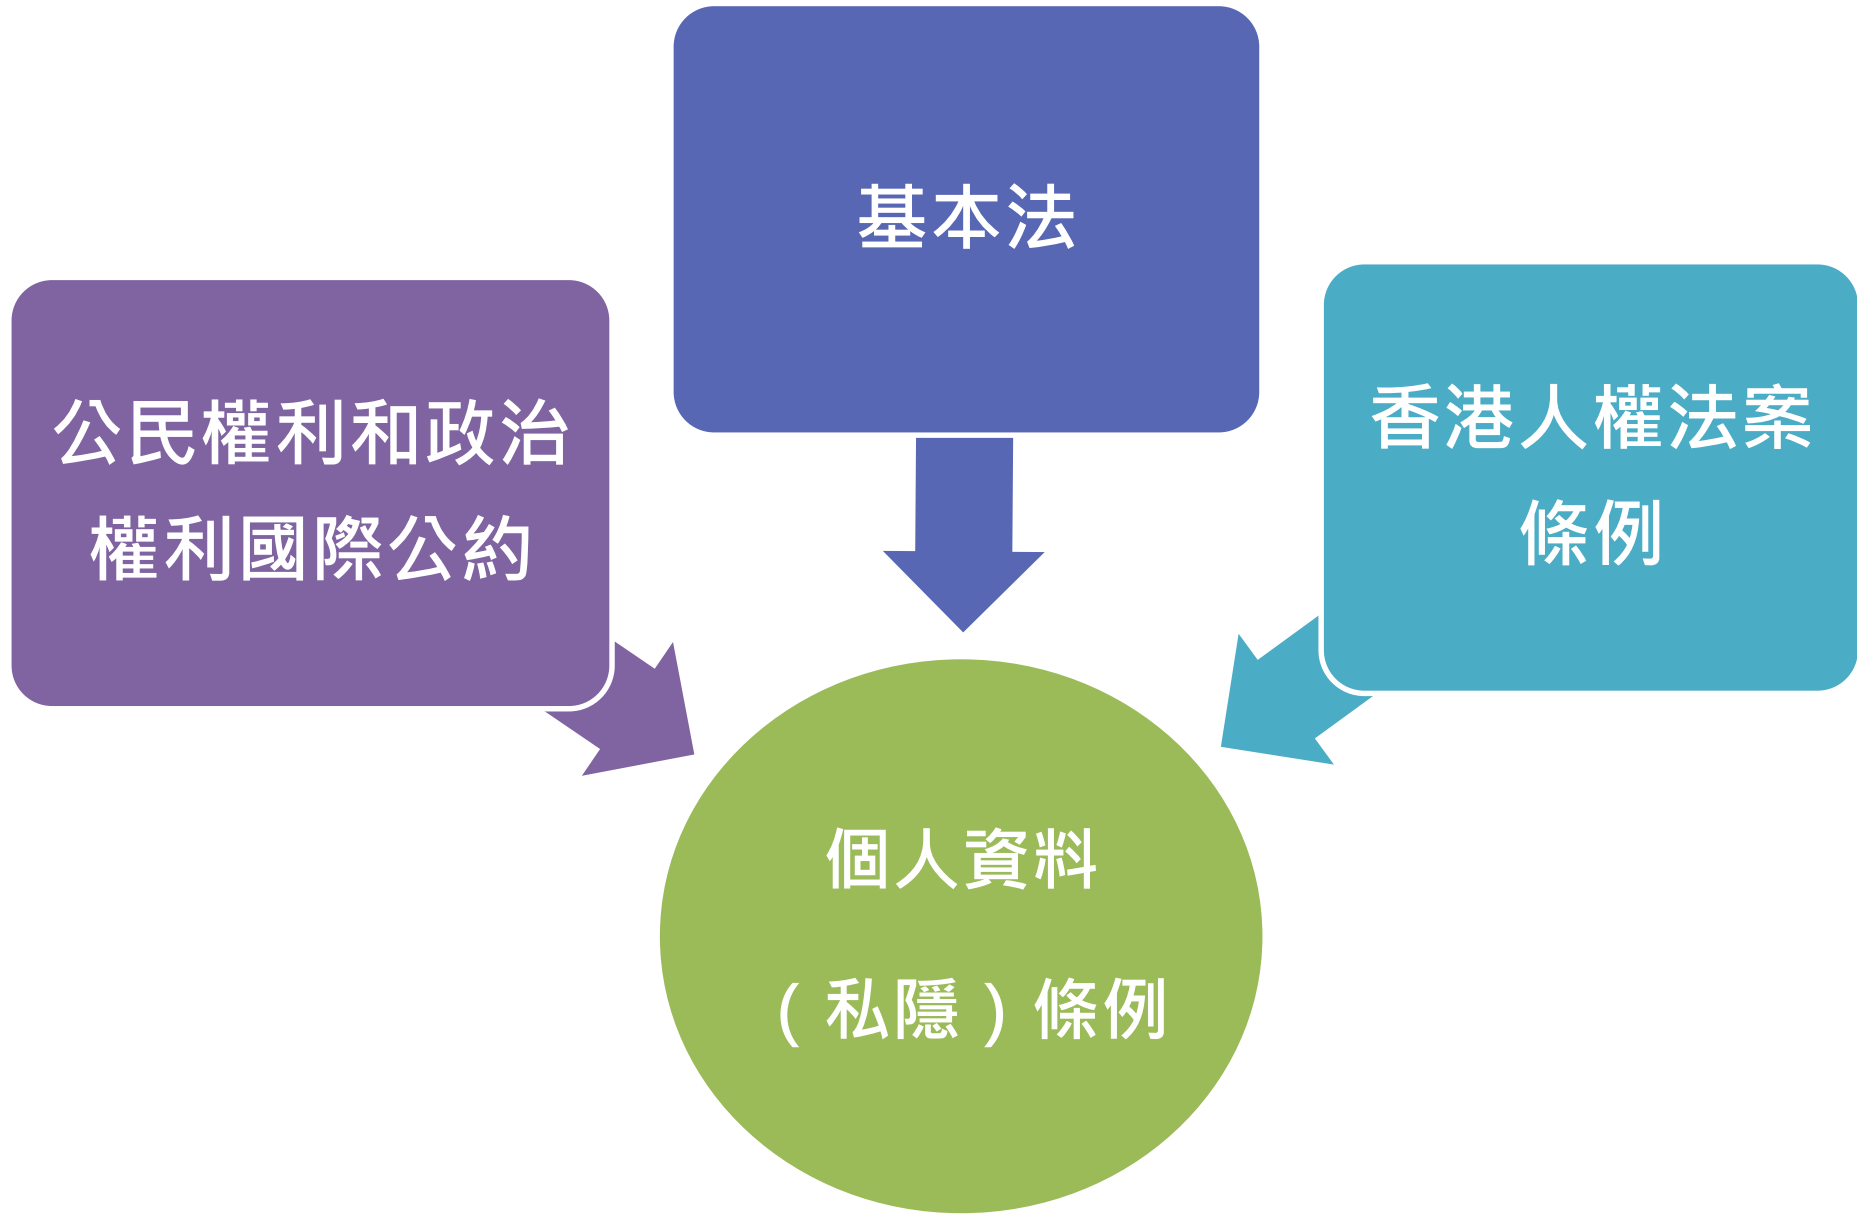 基本法
公民權利和政治
權利國際公約
香港人權法案
條例
個人資料
（私隱）條例